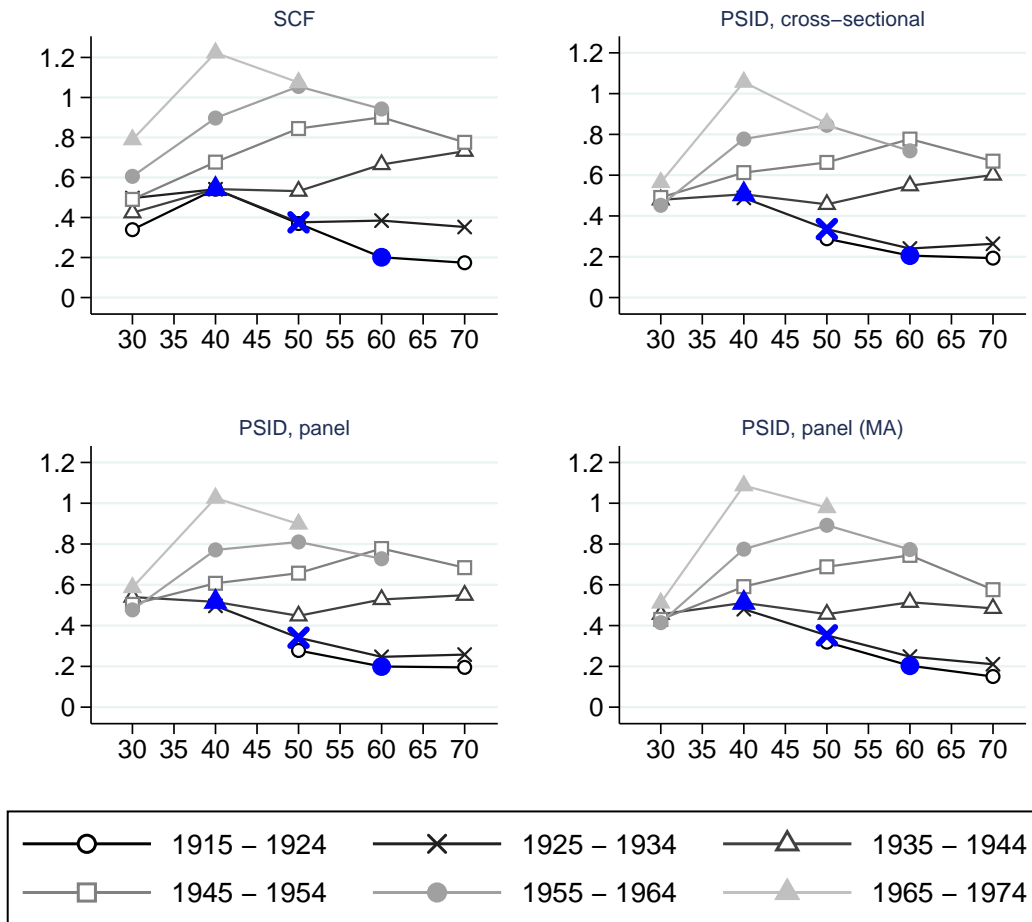 SCF
PSID, cross−sectional
1.2
1
.8
.6
.4
.2
0
30 35 40 45 50 55 60 65 70
1.2
1
.8
.6
.4
.2
0
30 35 40 45 50 55 60 65 70
PSID, panel
PSID, panel (MA)
1.2
1
.8
.6
.4
.2
0
30 35 40 45 50 55 60 65 70
1.2
1
.8
.6
.4
.2
0
30 35 40 45 50 55 60 65 70
1915 − 1924 1925 − 1934 1935 − 1944
1945 − 1954 1955 − 1964 1965 − 1974